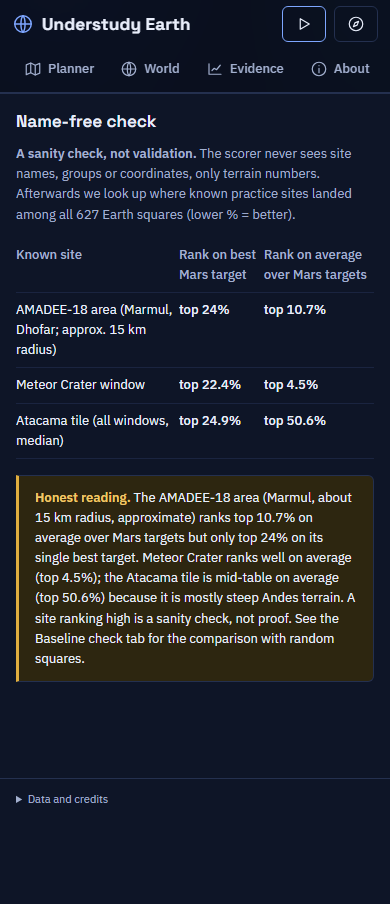 Understudy Earth
Planner World Evidence About
Name-free check
A sanity check, not validation. The scorer never sees site
names, groups or coordinates, only terrain numbers.
Afterwards we look up where known practice sites landed
among all 627 Earth squares (lower % = better).
Known site
Rank on best
Mars target
Rank on average
over Mars targets
AMADEE-18 area (Marmul,
Dhofar; approx. 15 km
radius)
top 24%
top 10.7%
Meteor Crater window
top 22.4%
top 4.5%
Atacama tile (all windows,
median)
top 24.9%
top 50.6%
Honest reading. The AMADEE-18 area (Marmul, about
15 km radius, approximate) ranks top 10.7% on
average over Mars targets but only top 24% on its
single best target. Meteor Crater ranks well on average
(top 4.5%); the Atacama tile is mid-table on average
(top 50.6%) because it is mostly steep Andes terrain. A
site ranking high is a sanity check, not proof. See the
Baseline check tab for the comparison with random
squares.
Data and credits